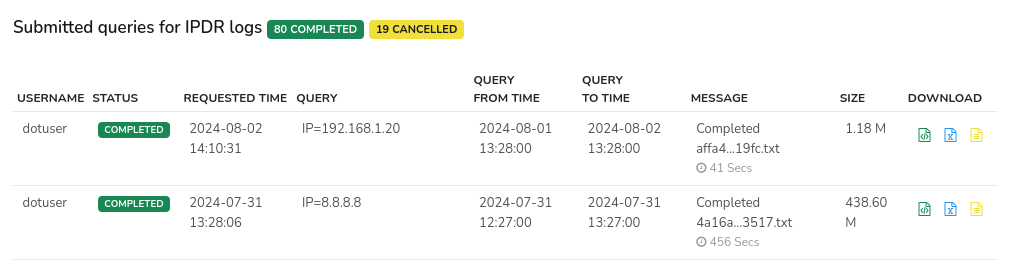 Submitted queries for IPDR logs 80 COMPLETED 19 CANCELLED
USERNAME STATUS REQUESTED TIME QUERY QUERY FROM TIME QUERY TO TIME MESSAGE SIZE DOWNLOAD
dotuser COMPLETED 2024-08-02 IP=192.168.1.20 2024-08-01 2024-08-02 Completed 1.18 M
14:10:31 13:28:00 13:28:00 affa4...19fc.txt
41 Secs
dotuser COMPLETED 2024-07-31 IP=8.8.8.8 2024-07-31 2024-07-31 Completed 438.60
13:28:06 12:27:00 13:27:00 4a16a...3517.txt M
456 Secs